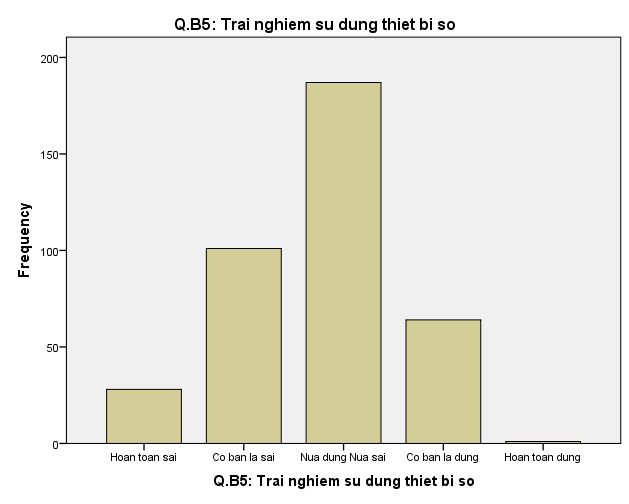 Q.B5: Trai nghiem su dung thiet bi so
200
150
100
50
0
Frequency
Hoan toan sai
Co ban la sai
Nua dung Nua sai
Co ban la dung
Hoan toan dung
Q.B5: Trai nghiem su dung thiet bi so